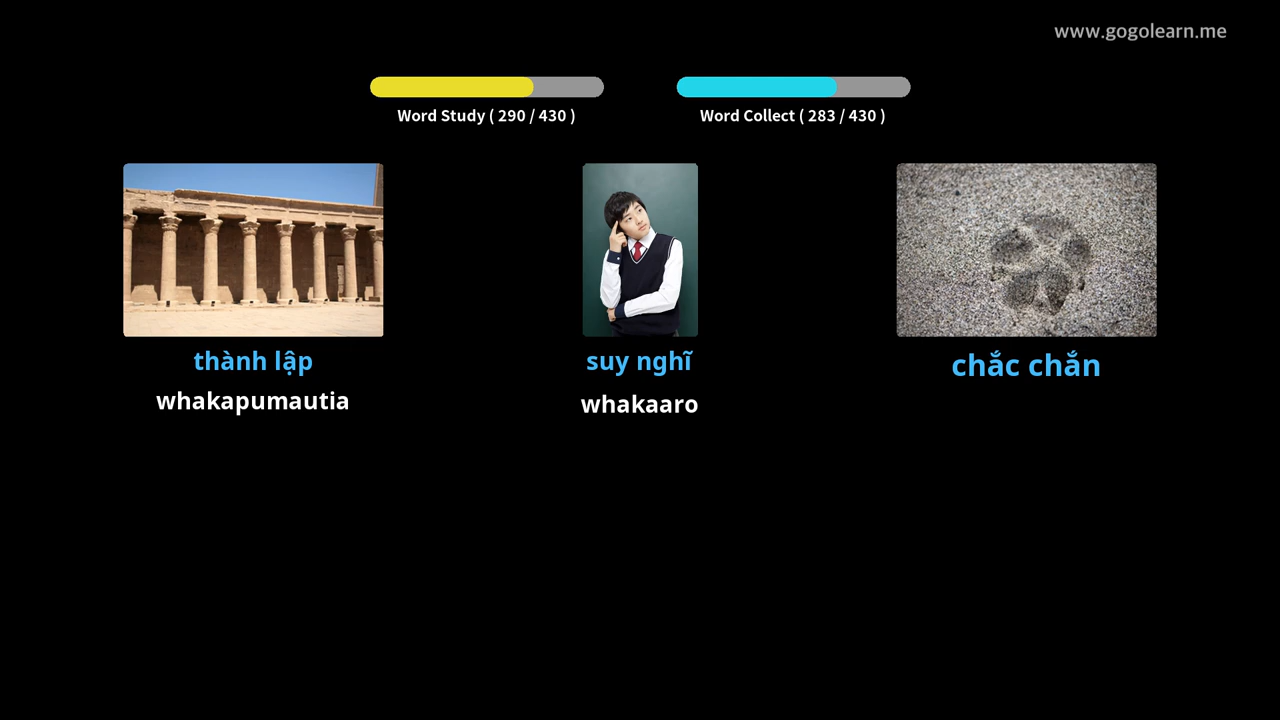 www.gogolearn.me
Word Study ( 290 / 430 )
Word Collect ( 283 / 430 )
thành lập
whakapumautia
suy nghĩ
whakaaro
chắc chắn